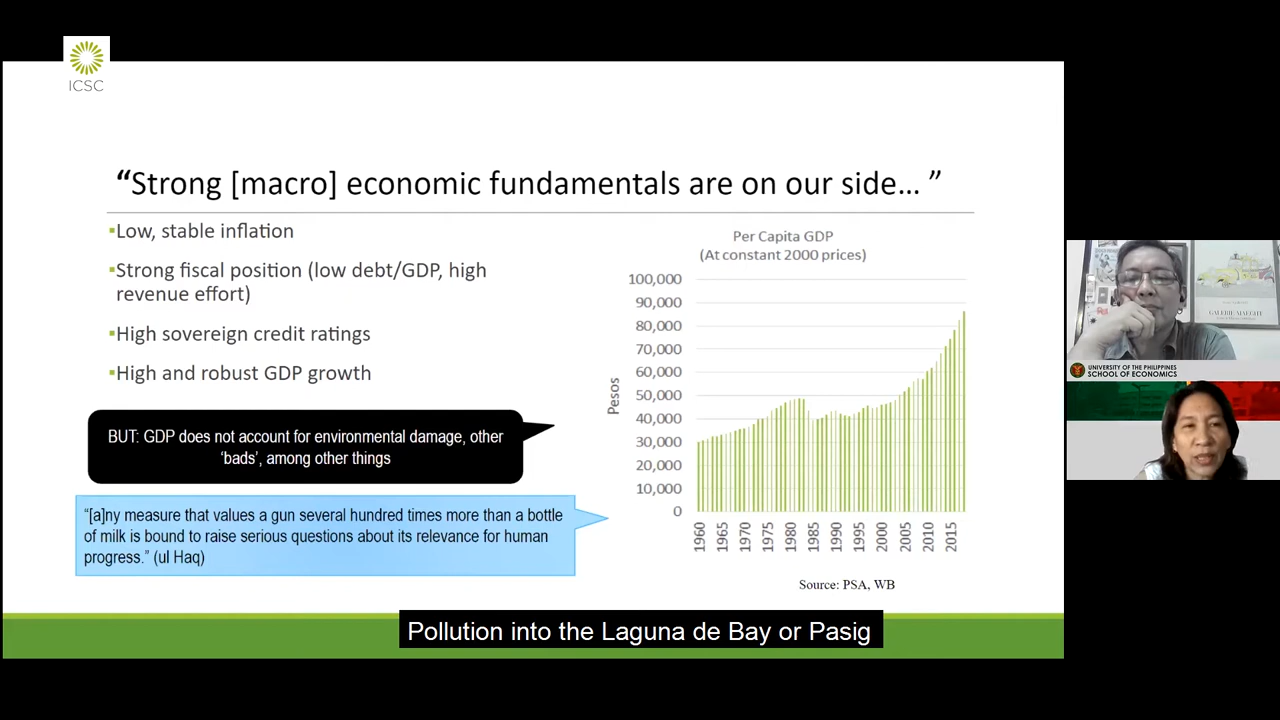 ICSC
“Strong [macro] economic fundamentals are on our side… ”
▪Low, stable inflation
▪Strong fiscal position (low debt/GDP, high
revenue effort)
▪High sovereign credit ratings
▪High and robust GDP growth
BUT: GDP does not account for environmental damage, other
‘bads’, among other things
“[a]ny measure that values a gun several hundred times more than a bottle
of milk is bound to raise serious questions about its relevance for human
progress.” (ul Haq)
Per Capita GDP
(At constant 2000 prices)
100,000
90,000
80,000
70,000
60,000
50,000
40,000
30,000
20,000
10,000
0
Pesos
1960
1965
1970
1975
1980
1985
1990
1995
2000
2005
2010
2015
Source: PSA, WB
GALERIE MAEGHT
UNIVERSITY OF THE PHILIPPINES
SCHOOL OF ECONOMICS
Pollution into the Laguna de Bay or Pasig